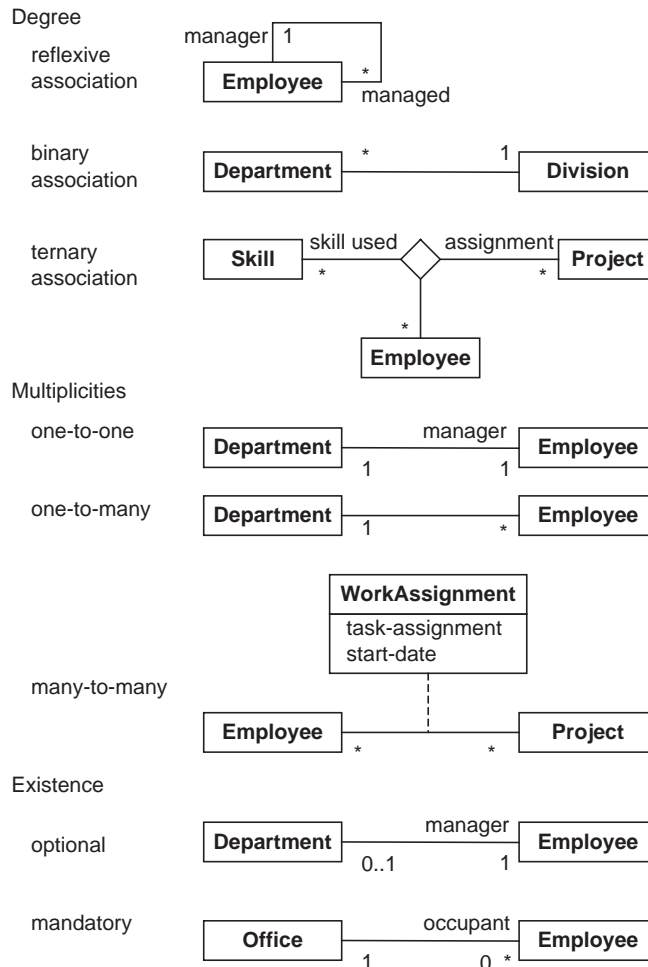 Degree
manager 1
reflexive
association
Employee
*
managed
binary
association
Department
*
1
Division
ternary
association
Skill
skill used
*
assignment
*
Project
*
Employee
Multiplicities
one-to-one
Department
manager
Employee
1
1
one-to-many
Department
Employee
1
*
WorkAssignment
task-assignment
start-date
many-to-many
Employee
Project
*
*
Existence
optional
Department
manager
Employee
0..1
1
mandatory
Office
occupant
Employee
1
0..*